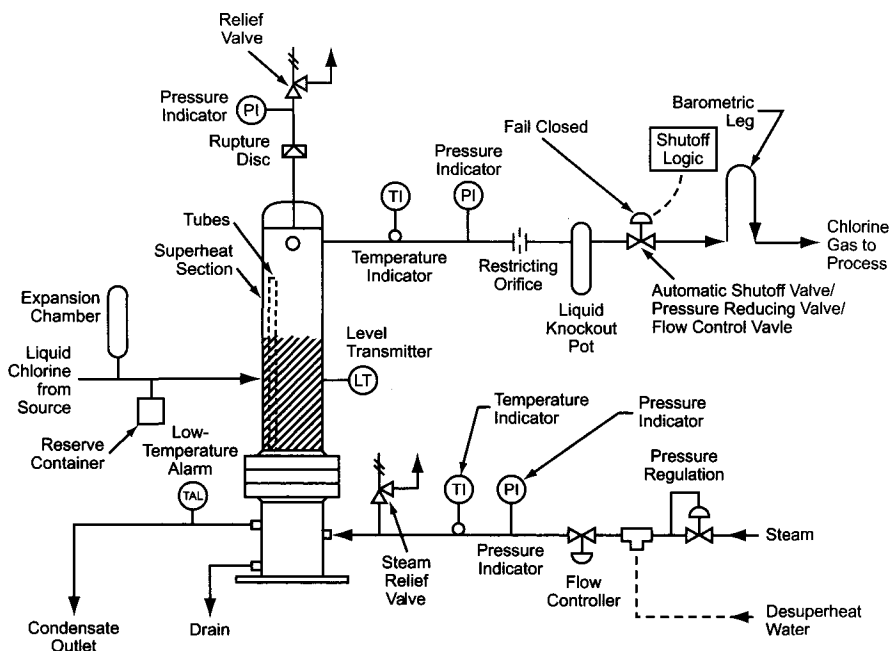 Relief
Valve
Pressure
Indicator
PI
Rupture
Disc
Fail Closed
Barometric
Leg
Shutoff
Logic
Pressure
Indicator
TI
PI
Tubes
Superheat
Section
Temperature
Indicator
Restricting
Orifice
Liquid
Knockout
Pot
Automatic Shutoff Valve/
Pressure Reducing Valve/
Flow Control Vavle
Chlorine
Gas to
Process
Expansion
Chamber
Liquid
Chlorine
from
Source
Reserve
Container
Level
Transmitter
LT
Low-
Temperature
Alarm
TAL
Temperature
Indicator
Pressure
Indicator
Pressure
Regulation
TI
PI
Steam
Pressure
Indicator
Steam
Relief
Valve
Flow
Controller
Desuperheat
Water
Condensate
Outlet
Drain